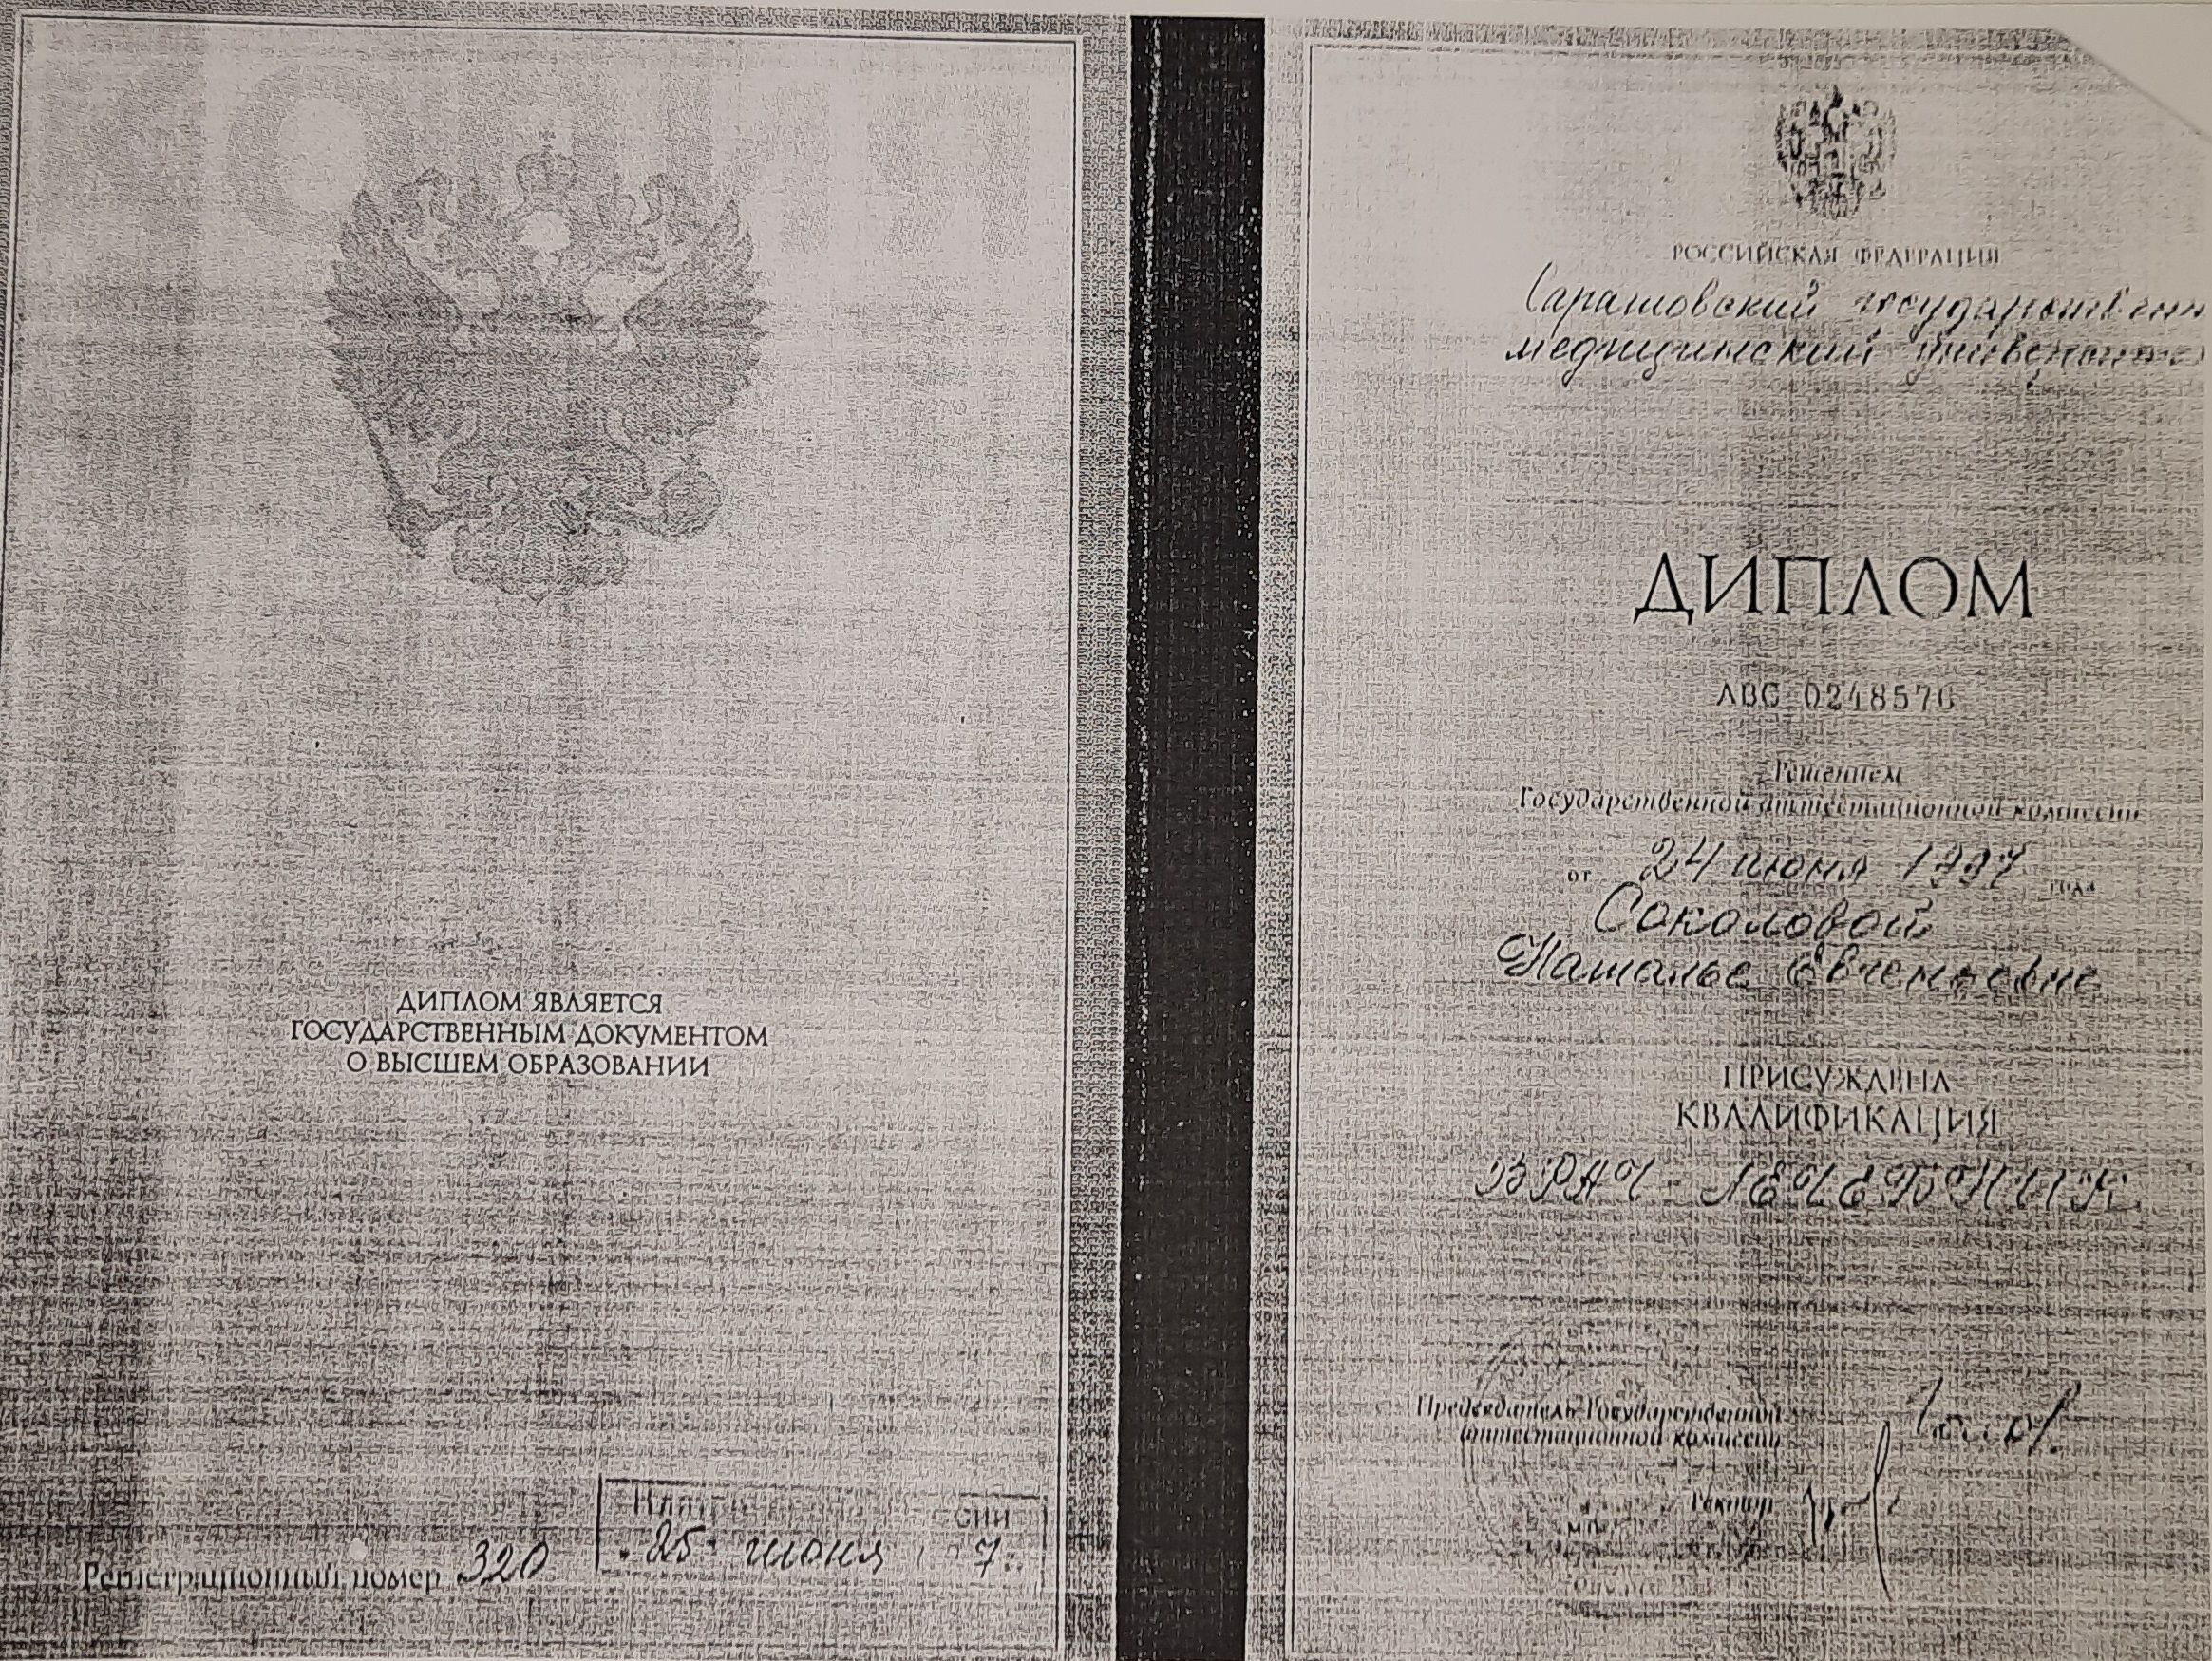 ДИПЛОМ ЯВЛЯЕТСЯ
ГОСУДАРСТВЕННЫМ ДОКУМЕНТОМ
О ВЫСШЕМ ОБРАЗОВАНИИ
25 июня
Регистрационный номер 320
РОССИЙСКАЯ ФЕДЕРАЦИЯ
Саратовский государственн
медицинский университе
ДИПЛОМ
АВС 0248576
Решением
Государственной аттестационной комиссии
от 24 июня 1997 года
Соколовой
Наталье Евгеньевне
ПРИСУЖДЕНА
КВАЛИФИКАЦИЯ
ВРАЧ-ЛЕЧЕБНИК
Председатель Государственной
аттестационной комиссии
Ректор
М.П.